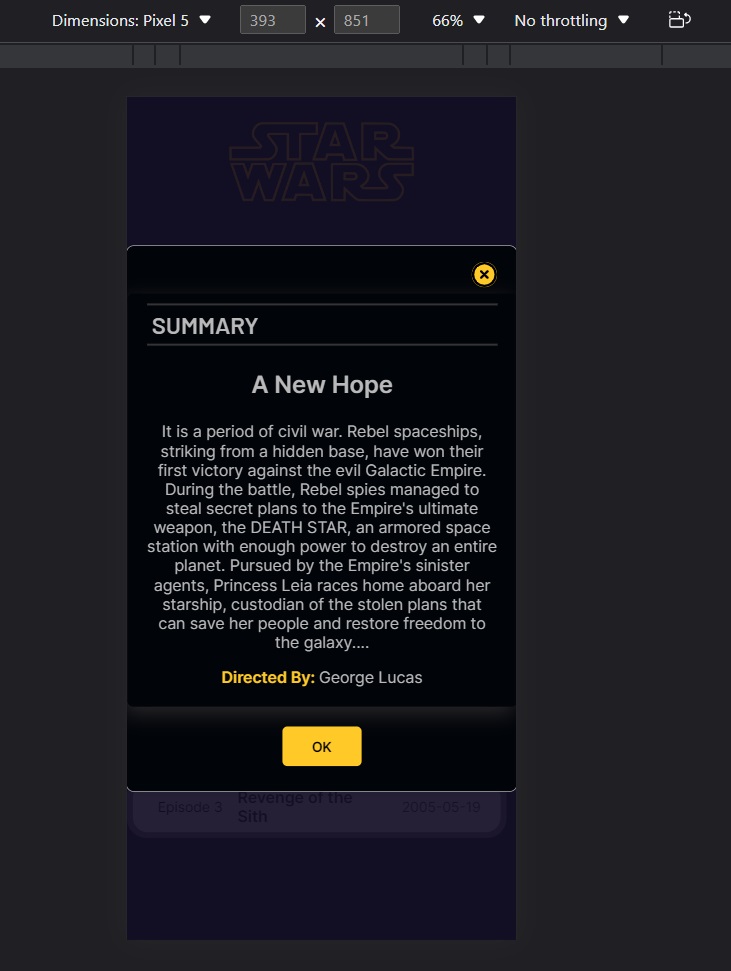 Dimensions: Pixel 5
393 × 851
66%
No throttling
STAR
WARS
SUMMARY
A New Hope
It is a period of civil war. Rebel spaceships,
striking from a hidden base, have won their
first victory against the evil Galactic Empire.
During the battle, Rebel spies managed to
steal secret plans to the Empire's ultimate
weapon, the DEATH STAR, an armored space
station with enough power to destroy an entire
planet. Pursued by the Empire's sinister
agents, Princess Leia races home aboard her
starship, custodian of the stolen plans that
can save her people and restore freedom to
the galaxy....
Directed By: George Lucas
OK
Episode 3 Revenge of the 2005-05-19
Sith